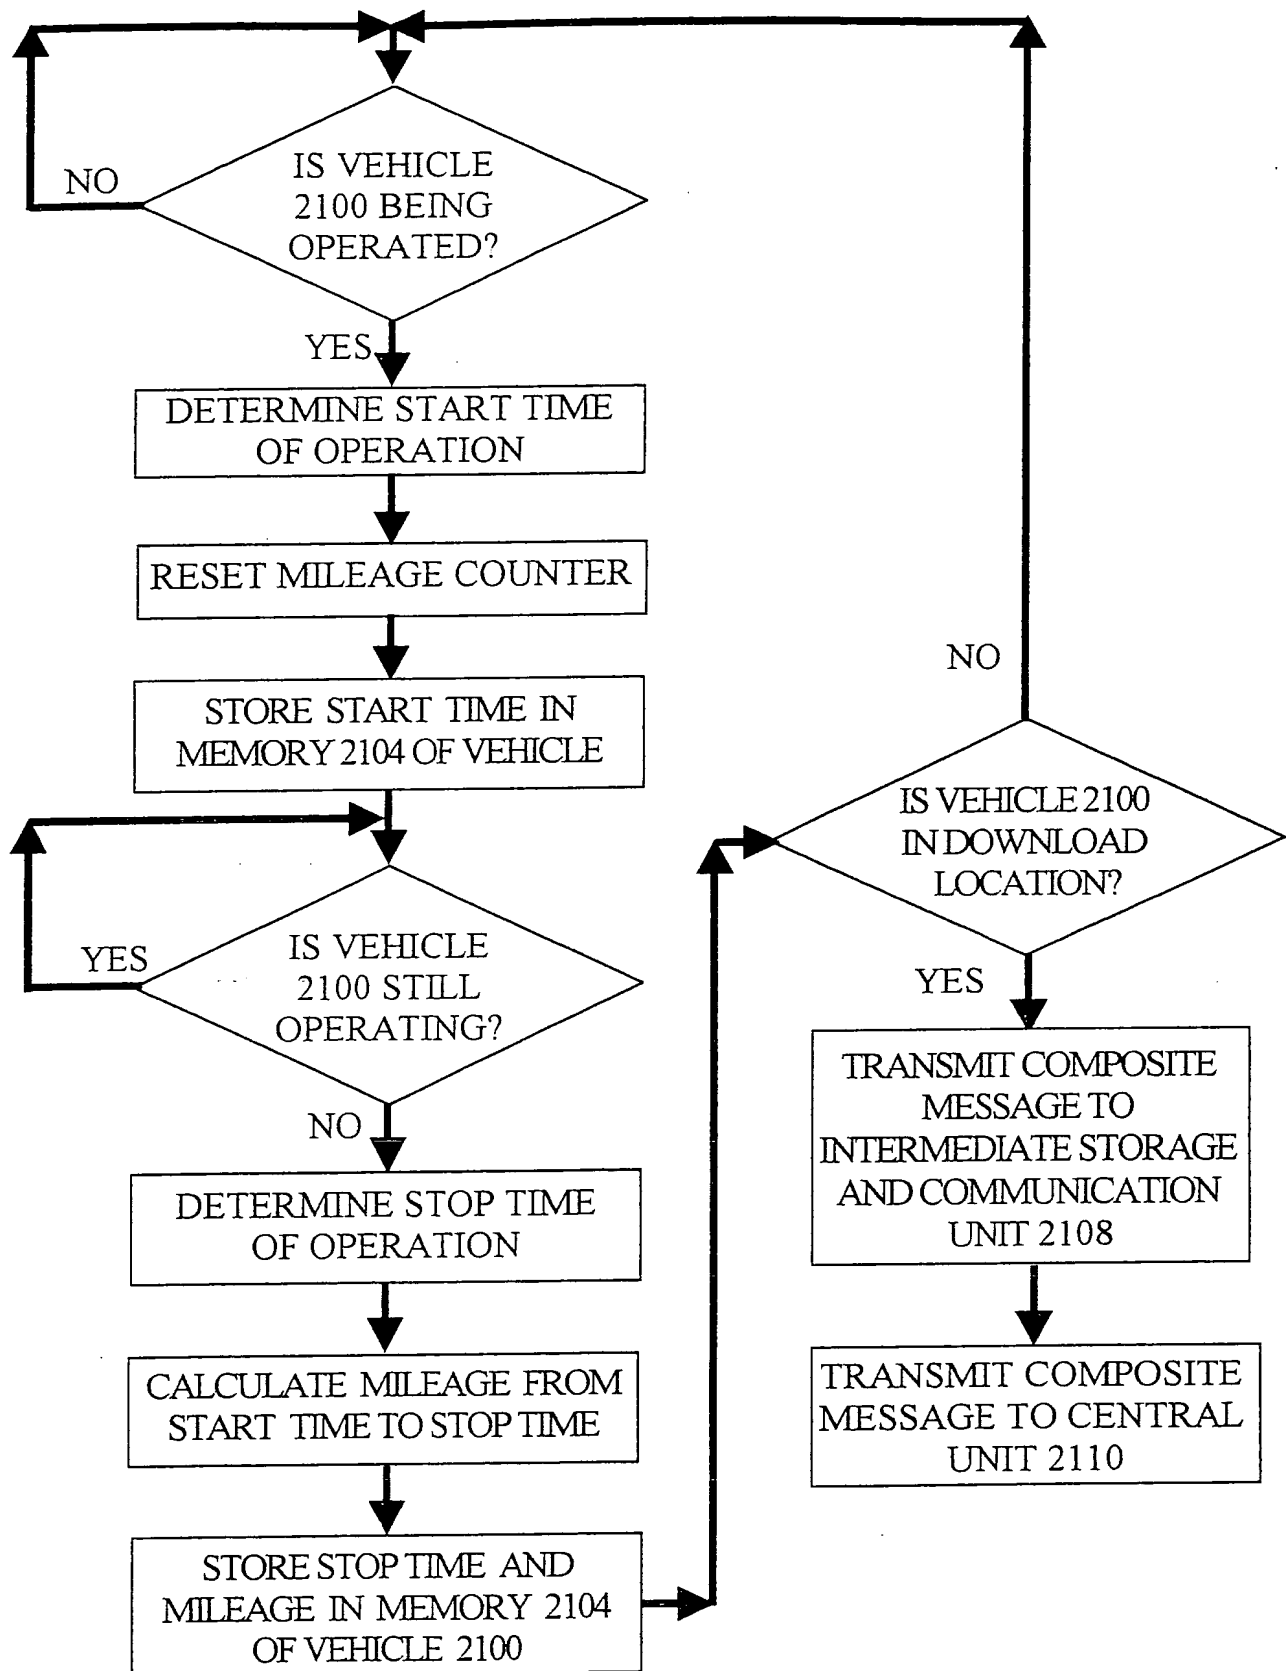 IS VEHICLE
2100 BEING
OPERATED?
NO
YES
DETERMINE START TIME
OF OPERATION
RESET MILEAGE COUNTER
STORE START TIME IN
MEMORY 2104 OF VEHICLE
IS VEHICLE
2100 STILL
OPERATING?
YES
NO
DETERMINE STOP TIME
OF OPERATION
CALCULATE MILEAGE FROM
START TIME TO STOP TIME
STORE STOP TIME AND
MILEAGE IN MEMORY 2104
OF VEHICLE 2100
NO
IS VEHICLE 2100
IN DOWNLOAD
LOCATION?
YES
TRANSMIT COMPOSITE
MESSAGE TO
INTERMEDIATE STORAGE
AND COMMUNICATION
UNIT 2108
TRANSMIT COMPOSITE
MESSAGE TO CENTRAL
UNIT 2110